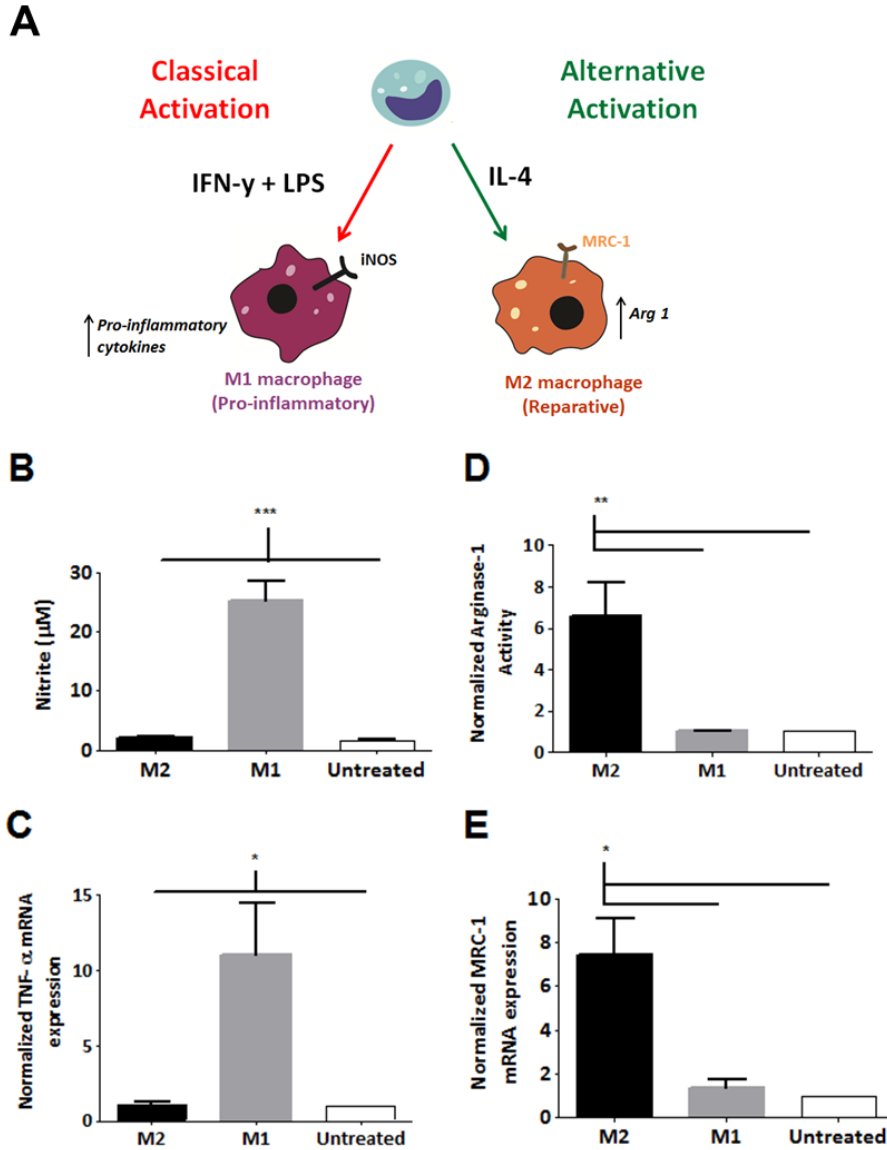 A
Classical
Activation
Alternative
Activation
IFN-y + LPS
IL-4
iNOS
MRC-1
Pro-inflammatory
cytokines
Arg 1
M1 macrophage
(Pro-inflammatory)
M2 macrophage
(Reparative)
B
***
Nitrite (µM)
30
20
10
0
M2
M1
Untreated
D
**
Normalized Arginase-1
Activity
10
8
6
4
2
0
M2
M1
Untreated
C
*
Normalized TNF- α mRNA
expression
15
10
5
0
M2
M1
Untreated
E
*
Normalized MRC-1
mRNA expression
10
8
6
4
2
0
M2
M1
Untreated